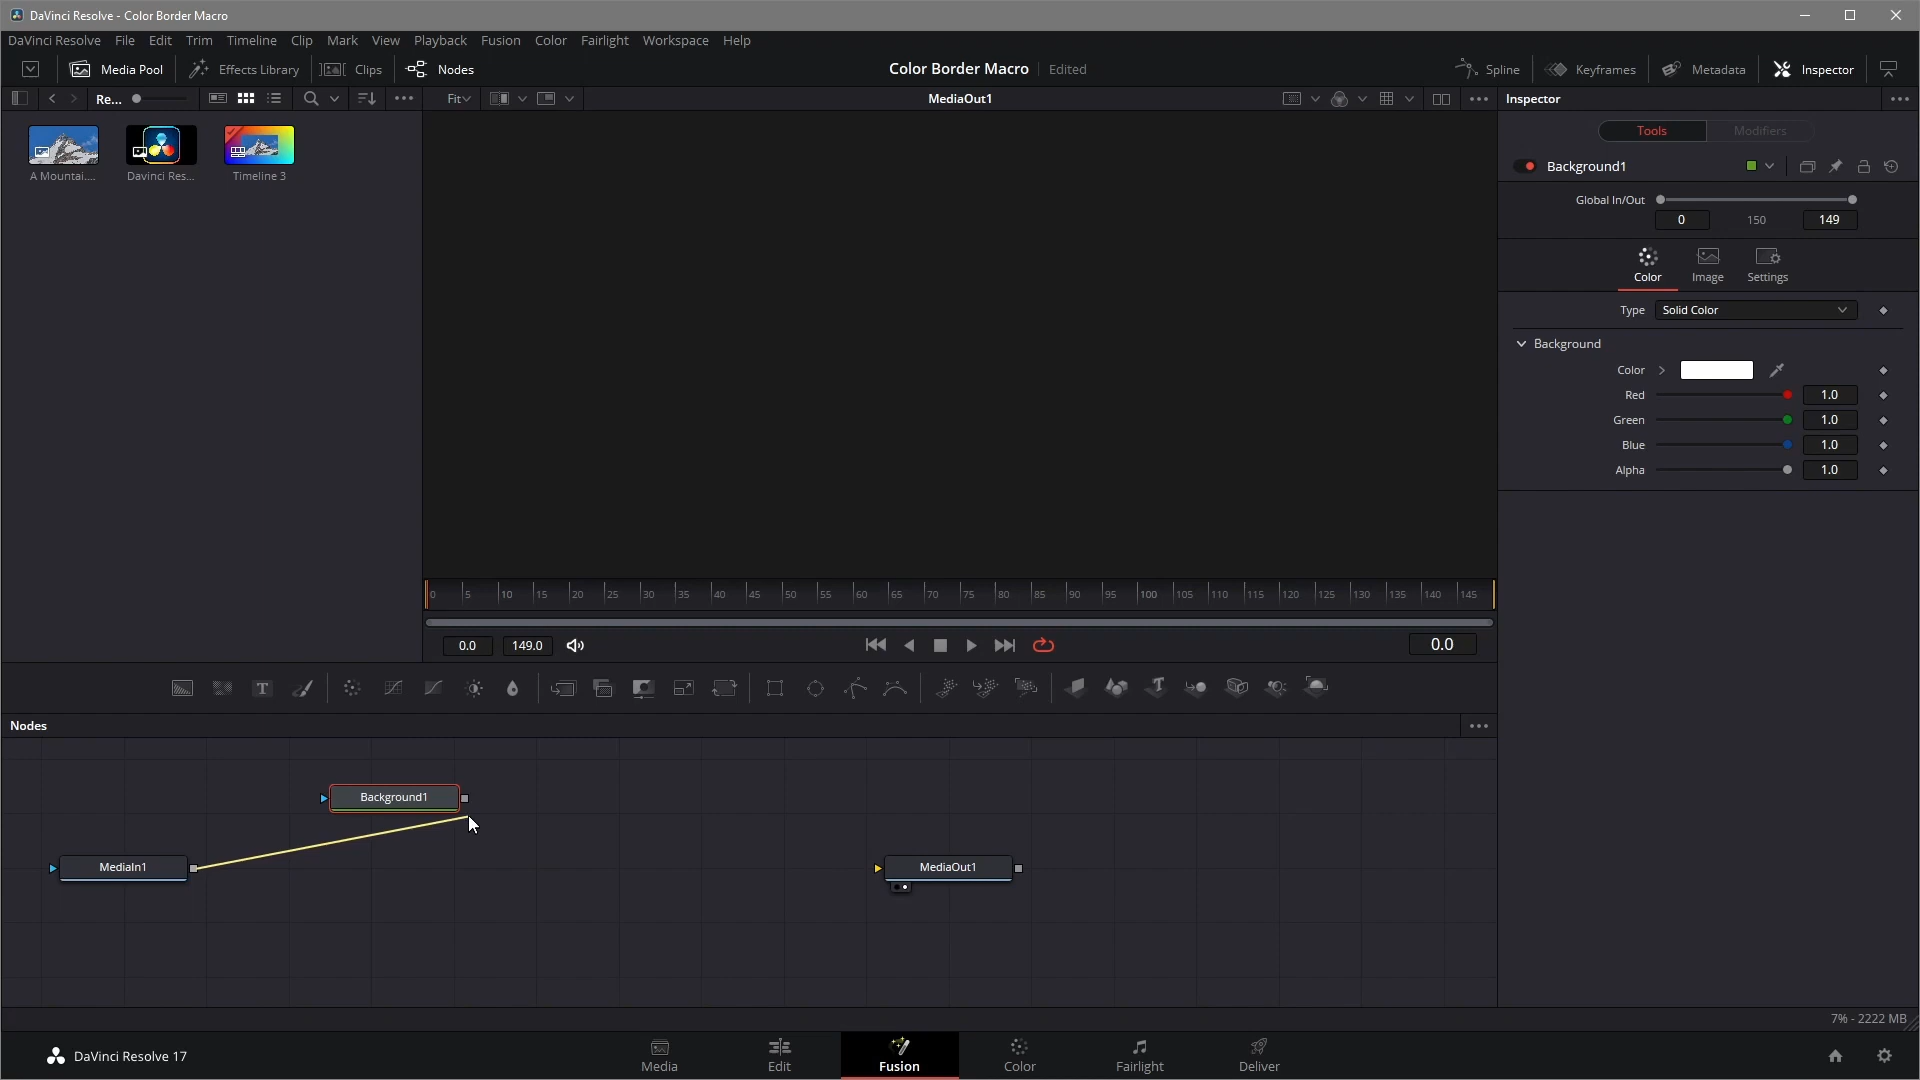 DaVinci Resolve - Color Border Macro
DaVinci Resolve File Edit Trim Timeline Clip Mark View Playback Fusion Color Fairlight Workspace Help
Media Pool Effects Library Clips Nodes Color Border Macro Edited Spline Keyframes Metadata Inspector
Re... Fit MediaOut1 Inspector
Tools Modifiers
A Mountai.... Davinci Res... Timeline 3
Background1
Global In/Out
0 150 149
Color Image Settings
Type Solid Color
Background
Color
Red 1.0
Green 1.0
Blue 1.0
Alpha 1.0
0 5 10 15 20 25 30 35 40 45 50 55 60 65 70 75 80 85 90 95 100 105 110 115 120 125 130 135 140 145
0.0 149.0 0.0
T T
Nodes
Background1
MediaIn1 MediaOut1
7% - 2222 MB
DaVinci Resolve 17 Media Edit Fusion Color Fairlight Deliver